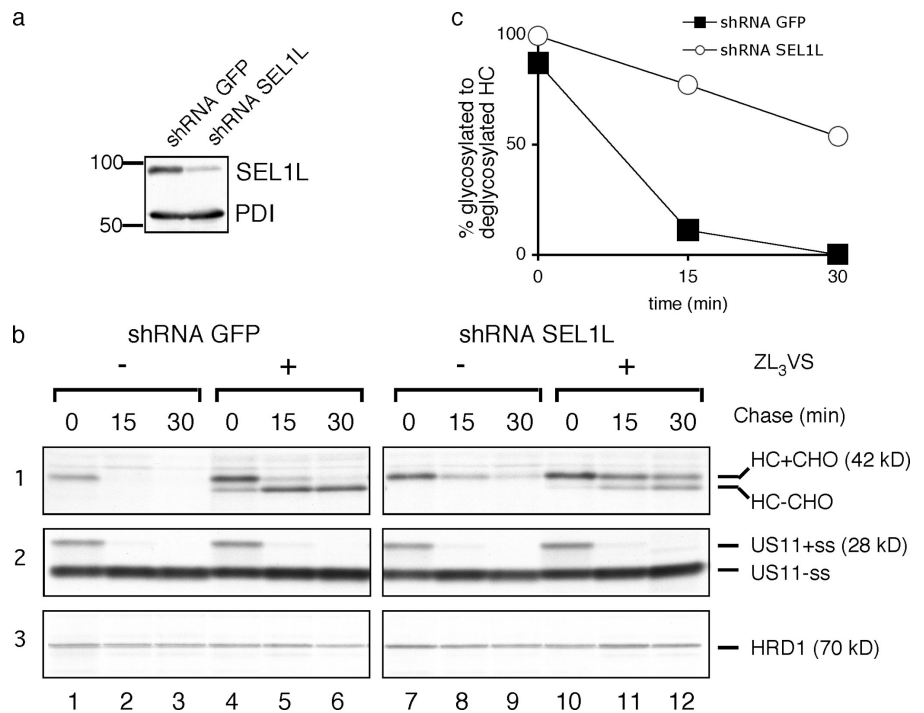 a
shRNA GFP
shRNA SEL1L
100
SEL1L
PDI
50
c
shRNA GFP
shRNA SEL1L
100
50
0
% glycosylated to
deglycosylated HC
0 15 30
time (min)
b
shRNA GFP shRNA SEL1L
- + - + ZL3VS
0 15 30 0 15 30 0 15 30 0 15 30 Chase (min)
1 HC+CHO (42 kD)
HC-CHO
2 US11+ss (28 kD)
US11-ss
3 HRD1 (70 kD)
1 2 3 4 5 6 7 8 9 10 11 12